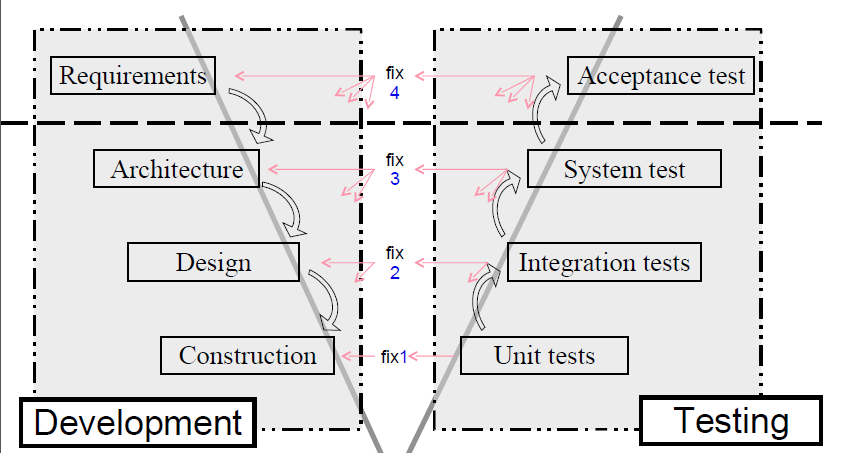 Requirements
fix
4
Acceptance test
Architecture
fix
3
System test
Design
fix
2
Integration tests
Construction
fix1
Unit tests
Development
Testing